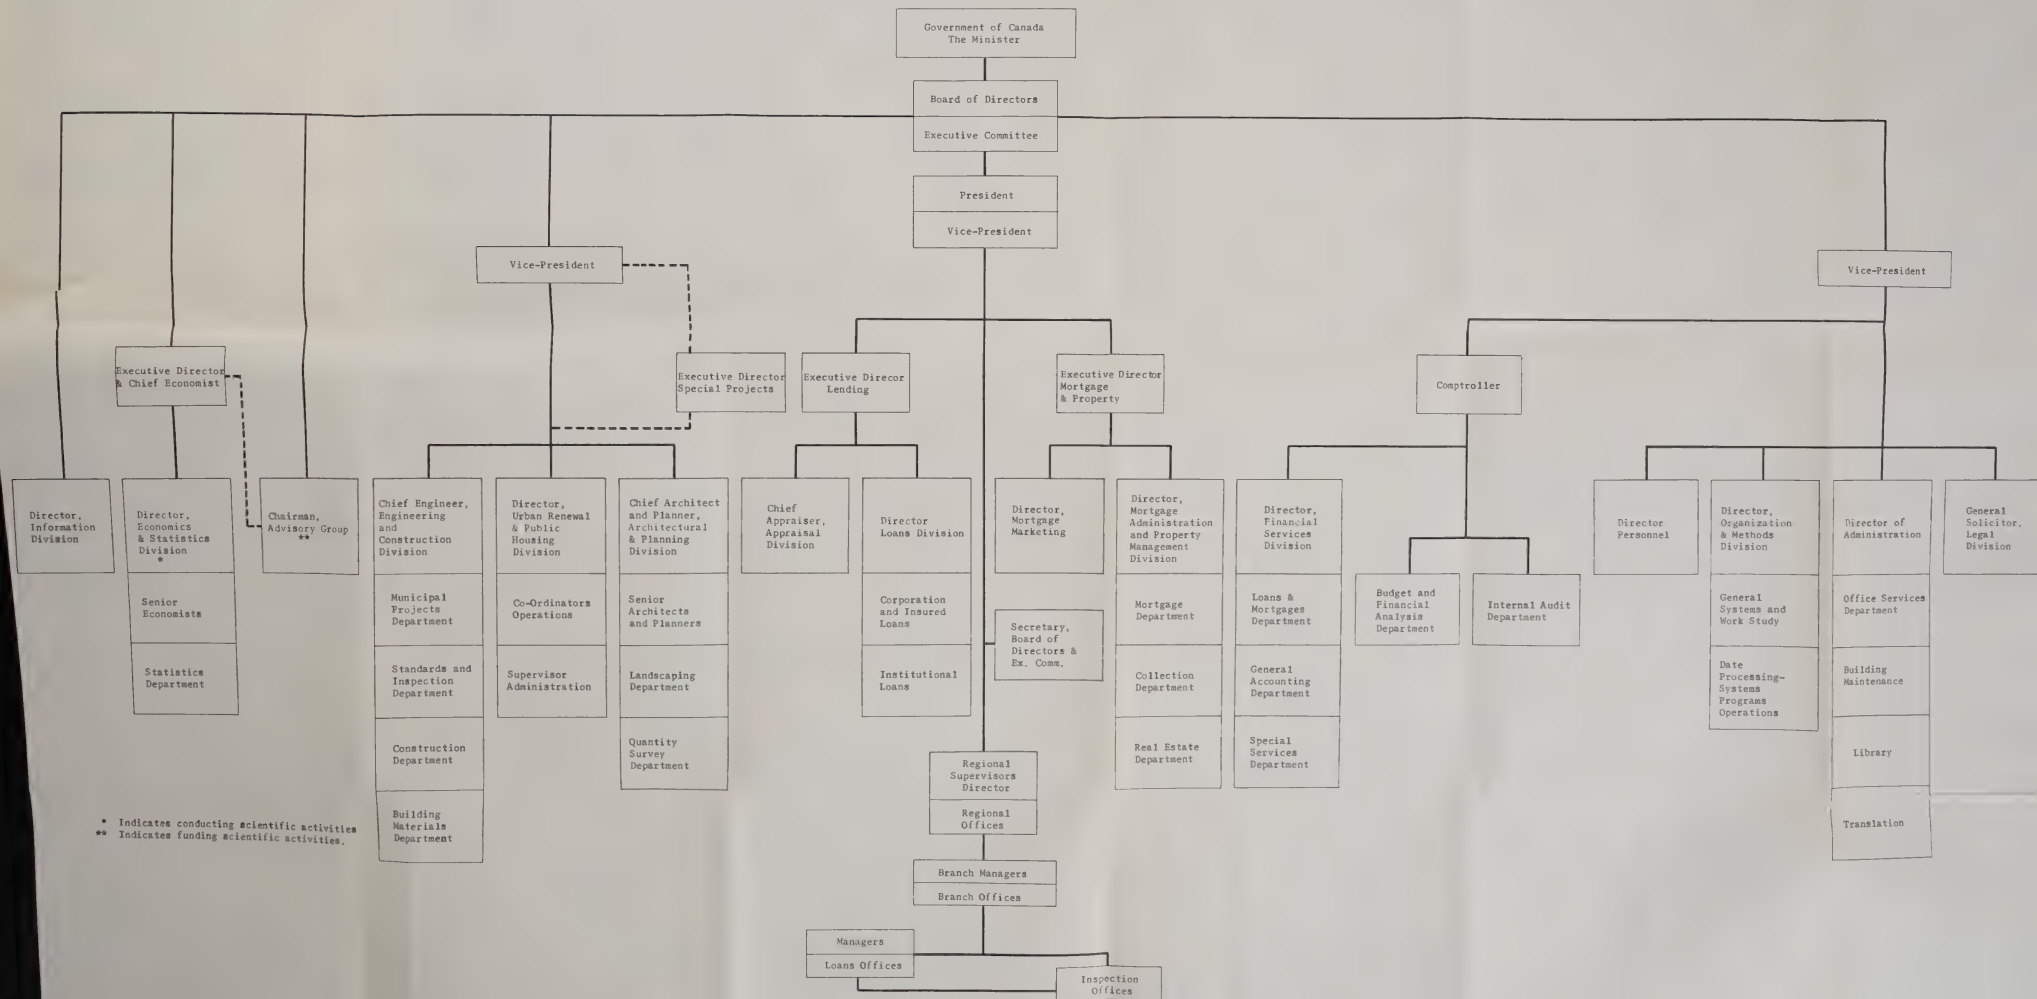 Government of Canada
The Minister
Board of Directors
Executive Committee
President
Vice-President
Vice-President
Vice-President
Executive Director
& Chief Economist
Executive Director
Special Projects
Executive Direcor
Lending
Executive Director
Mortgage
& Property
Comptroller
Director,
Information
Division
Director,
Economics
& Statistics
Division
*
Senior
Economists
Statistics
Department
Chairman,
Advisory Group
**
Chief Engineer,
Engineering
and
Construction
Division
Municipal
Projects
Department
Standards and
Inspection
Department
Construction
Department
Building
Materials
Department
Director,
Urban Renewal
& Public
Housing
Division
Co-Ordinators
Operations
Supervisor
Administration
Chief Architect
and Planner,
Architectural
& Planning
Division
Senior
Architects
and Planners
Landscaping
Department
Quantity
Survey
Department
Chief
Appraiser,
Appraisal
Division
Director
Loans Division
Corporation
and Insured
Loans
Institutional
Loans
Director,
Mortgage
Marketing
Secretary,
Board of
Directors &
Ex. Comm.
Director,
Mortgage
Administration
and Property
Management
Division
Mortgage
Department
Collection
Department
Real Estate
Department
Director,
Financial
Services
Division
Loans &
Mortgages
Department
General
Accounting
Department
Special
Services
Department
Budget and
Financial
Analysis
Department
Internal Audit
Department
Director
Personnel
Director,
Organization
& Methods
Division
General
Systems and
Work Study
Date
Processing-
Systems
Programs
Operations
Director of
Administration
Office Services
Department
Building
Maintenance
Library
Translation
General
Solicitor.
Legal
Division
Regional
Supervisors
Director
Regional
Offices
Branch Managers
Branch Offices
Managers
Loans Offices
Inspection
Offices
* Indicates conducting scientific activities
** Indicates funding scientific activities.